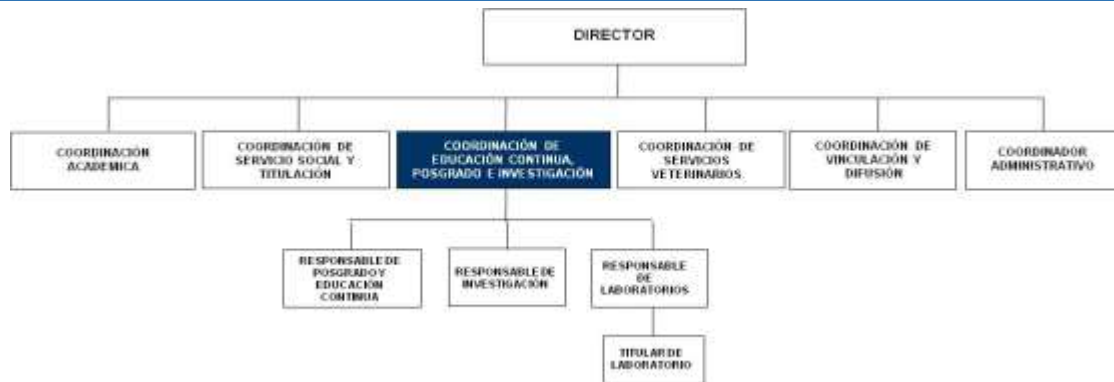 DIRECTOR
COORDINACIÓN
ACADEMICA
COORDINACIÓN DE
SERVICIO SOCIAL Y
TITULACIÓN
COORDINACIÓN DE
EDUCACIÓN CONTINUA,
POSGRADO E INVESTIGACIÓN
COORDINACIÓN DE
SERVICIOS
VETERINARIOS
COORDINACIÓN DE
VINCULACIÓN Y
DIFUSIÓN
COORDINADOR
ADMINISTRATIVO
RESPONSABLE DE
POSGRADO Y
EDUCACIÓN
CONTINUA
RESPONSABLE DE
INVESTIGACIÓN
RESPONSABLE
DE
LABORATORIOS
TITULAR DE
LABORATORIO